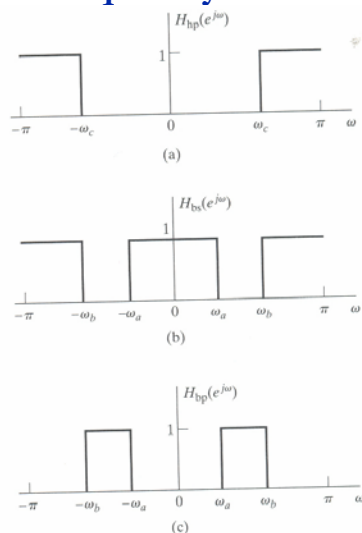 H_hp(e^{jω})
1
−π −ω_c 0 ω_c π ω
(a)
H_bs(e^{jω})
1
−π −ω_b −ω_a 0 ω_a ω_b π ω
(b)
H_bp(e^{jω})
1
−π −ω_b −ω_a 0 ω_a ω_b π ω
(c)